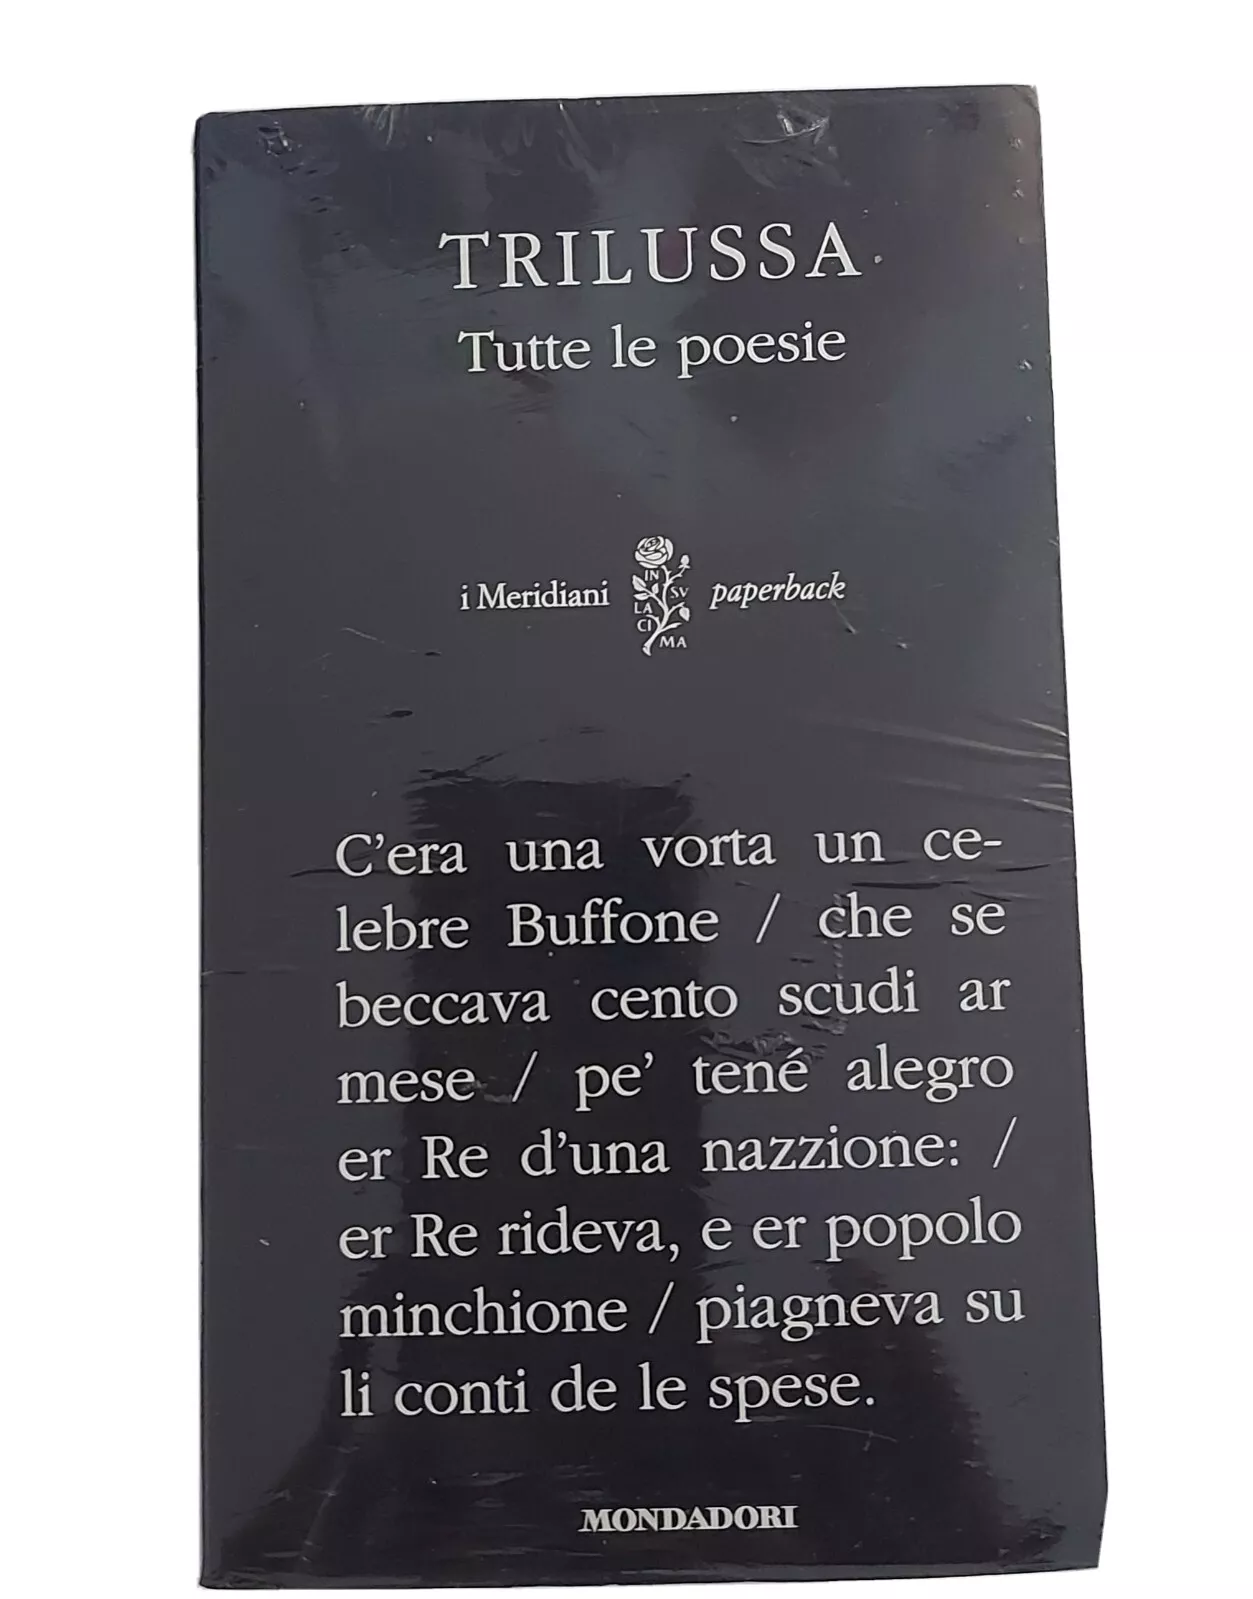 TRILUSSA
Tutte le poesie
i Meridiani paperback
IN
SV
LA
CI
MA
C'era una vorta un ce-
lebre Buffone / che se
beccava cento scudi ar
mese / pe' tené alegro
er Re d'una nazzione: /
er Re rideva, e er popolo
minchione / piagneva su
li conti de le spese.
MONDADORI